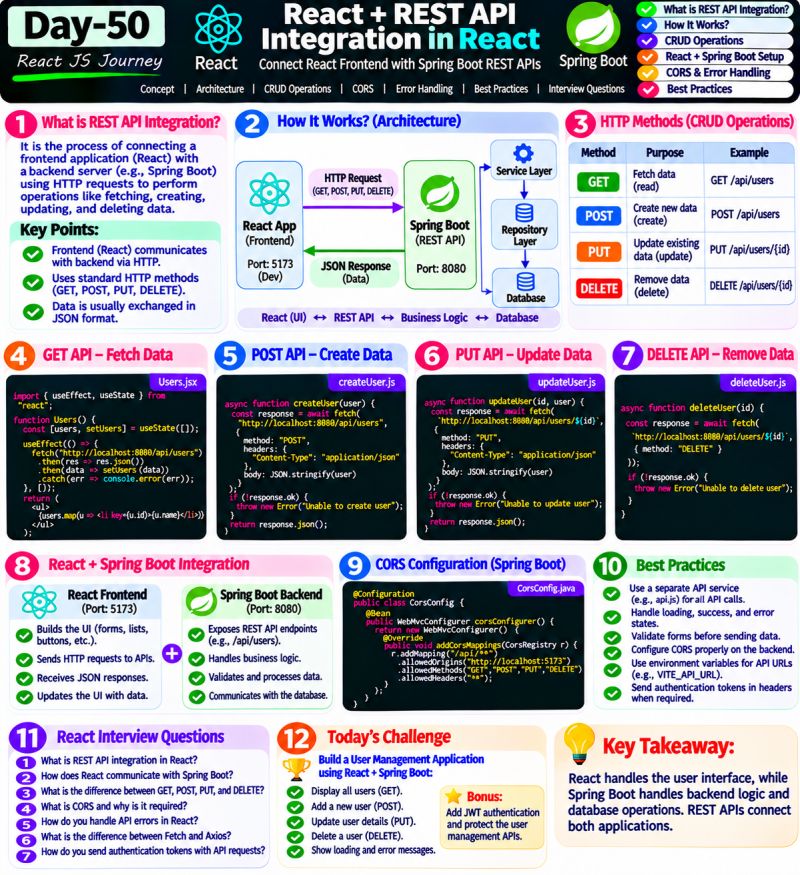 Day-50
React JS Journey
React
React + REST API
Integration in React
Connect React Frontend with Spring Boot REST APIs
Spring Boot
What is REST API Integration?
How It Works?
CRUD Operations
React + Spring Boot Setup
CORS & Error Handling
Best Practices
Concept | Architecture | CRUD Operations | CORS | Error Handling | Best Practices | Interview Questions
1 What is REST API Integration?
It is the process of connecting a
frontend application (React) with
a backend server (e.g., Spring Boot)
using HTTP requests to perform
operations like fetching, creating,
updating, and deleting data.
Key Points:
Frontend (React) communicates
with backend via HTTP.
Uses standard HTTP methods
(GET, POST, PUT, DELETE).
Data is usually exchanged in
JSON format.
2 How It Works? (Architecture)
React App
(Frontend)
Port: 5173
(Dev)
HTTP Request
(GET, POST, PUT, DELETE)
JSON Response
(Data)
Spring Boot
(REST API)
Port: 8080
Service Layer
Repository
Layer
Database
React (UI) ↔ REST API ↔ Business Logic ↔ Database
3 HTTP Methods (CRUD Operations)
Method Purpose Example
GET Fetch data (read) GET /api/users
POST Create new data (create) POST /api/users
PUT Update existing data (update) PUT /api/users/{id}
DELETE Remove data (delete) DELETE /api/users/{id}
4 GET API – Fetch Data
Users.jsx
import { useEffect, useState } from
"react";
function Users() {
const [users, setUsers] = useState([]);
useEffect(() => {
fetch("http://localhost:8080/api/users")
.then(res => res.json())
.then(data => setUsers (data))
.catch(err => console.error(err));
}, []);
return (
<ul>
{users.map(u => <li key={u.id}>{u.name}</li>)}
</ul>
);
5 POST API – Create Data
createUser.js
async function createUser(user) {
const response = await fetch(
"http://localhost:8080/api/users",
{
method: "POST",
headers: {
"Content-Type": "application/json"
},
body: JSON.stringify(user)
}
);
if (!response.ok) {
throw new Error("Unable to create user");
}
return response.json();
6 PUT API – Update Data
updateUser.js
async function updateUser(id, user) {
const response = await fetch(
`http://localhost:8080/api/users/${id}`,
{
method: "PUT",
headers: {
"Content-Type": "application/json"
},
body: JSON.stringify(user)
}
);
if (!response.ok) {
throw new Error("Unable to update user");
}
return response.json();
7 DELETE API – Remove Data
deleteUser.js
async function deleteUser(id) {
const response = await fetch(
`http://localhost:8080/api/users/${id}`,
{ method: "DELETE" }
);
if (!response.ok) {
throw new Error("Unable to delete user");
}
}
8 React + Spring Boot Integration
React Frontend
(Port: 5173)
Builds the UI (forms, lists,
buttons, etc.).
Sends HTTP requests to APIs.
Receives JSON responses.
Updates the UI with data.
+
Spring Boot Backend
(Port: 8080)
Exposes REST API endpoints
(e.g., /api/users).
Handles business logic.
Validates and processes data.
Communicates with the database.
9 CORS Configuration (Spring Boot)
CorsConfig.java
@Configuration
public class CorsConfig {
@Bean
public WebMvcConfigurer corsConfigurer() {
return new WebMvcConfigurer() {
@Override
public void addCorsMappings(CorsRegistry r) {
r.addMapping("/api/**")
.allowedOrigins("http://localhost:5173")
.allowedMethods("GET","POST","PUT","DELETE")
.allowedHeaders("*");
}
};
}
}
10 Best Practices
Use a separate API service
(e.g., api.js) for all API calls.
Handle loading, success, and error
states.
Validate forms before sending data.
Configure CORS properly on the backend.
Use environment variables for API URLs
(e.g., VITE_API_URL).
Send authentication tokens in headers
when required.
11 React Interview Questions
1 What is REST API integration in React?
2 How does React communicate with Spring Boot?
3 What is the difference between GET, POST, PUT, and DELETE?
4 What is CORS and why is it required?
5 How do you handle API errors in React?
6 What is the difference between Fetch and Axios?
7 How do you send authentication tokens with API requests?
12 Today's Challenge
Build a User Management Application
using React + Spring Boot:
Display all users (GET).
Add a new user (POST).
Update user details (PUT).
Delete a user (DELETE).
Show loading and error messages.
Bonus:
Add JWT authentication
and protect the user
management APIs.
Key Takeaway:
React handles the user interface, while
Spring Boot handles backend logic and
database operations. REST APIs connect
both applications.